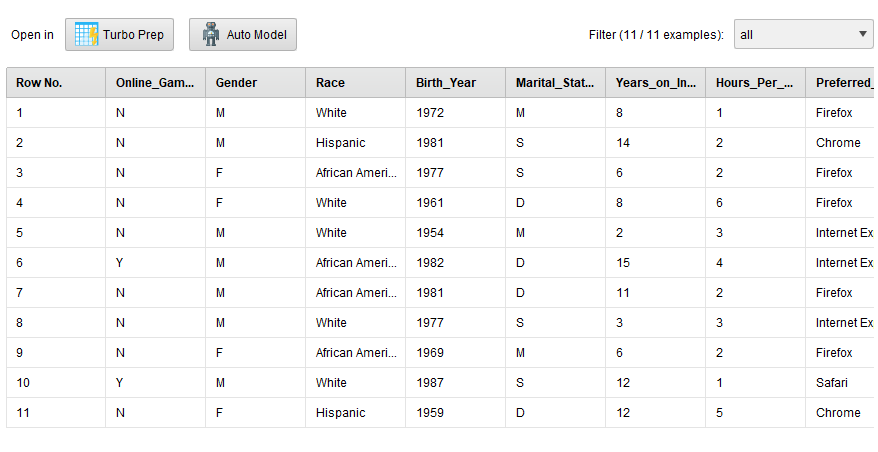 Open in Turbo Prep Auto Model Filter (11 / 11 examples): all
Row No. Online_Gam... Gender Race Birth_Year Marital_Stat... Years_on_In... Hours_Per_... Preferred_
1 N M White 1972 M 8 1 Firefox
2 N M Hispanic 1981 S 14 2 Chrome
3 N F African Ameri... 1977 S 6 2 Firefox
4 N F White 1961 D 8 6 Firefox
5 N M White 1954 M 2 3 Internet Ex
6 Y M African Ameri... 1982 D 15 4 Internet Ex
7 N M African Ameri... 1981 D 11 2 Firefox
8 N M White 1977 S 3 3 Internet Ex
9 N F African Ameri... 1969 M 6 2 Firefox
10 Y M White 1987 S 12 1 Safari
11 N F Hispanic 1959 D 12 5 Chrome